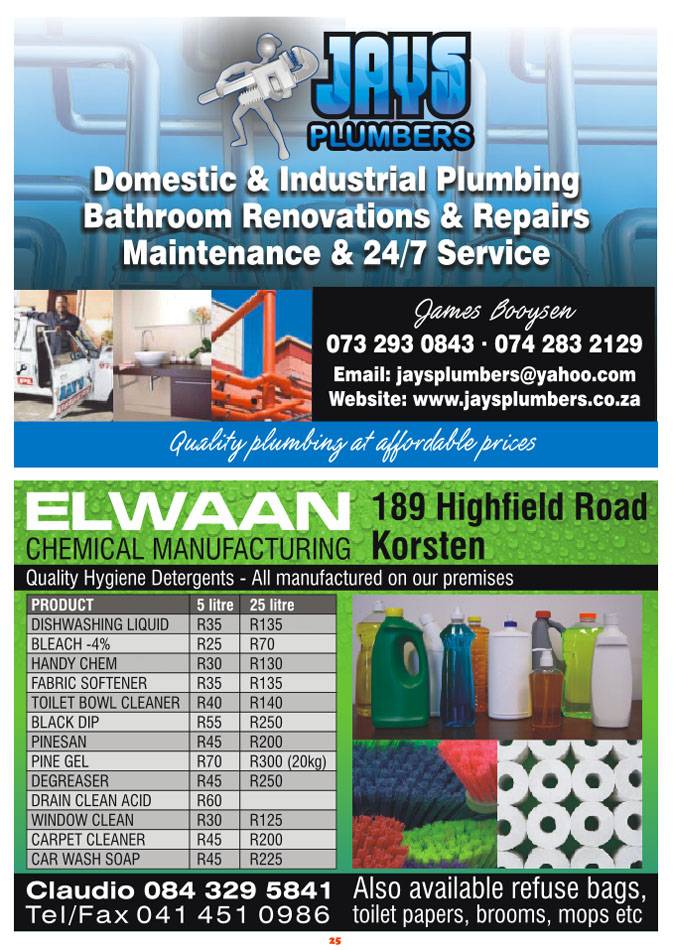 JAYS
PLUMBERS
Domestic & Industrial Plumbing
Bathroom Renovations & Repairs
Maintenance & 24/7 Service
JAYS
James Booysen
073 293 0843 · 074 283 2129
Email: jaysplumbers@yahoo.com
Website: www.jaysplumbers.co.za
Quality plumbing at affordable prices
ELWAAN
CHEMICAL MANUFACTURING
189 Highfield Road
Korsten
Quality Hygiene Detergents - All manufactured on our premises
PRODUCT 5 litre 25 litre
DISHWASHING LIQUID R35 R135
BLEACH -4% R25 R70
HANDY CHEM R30 R130
FABRIC SOFTENER R35 R135
TOILET BOWL CLEANER R40 R140
BLACK DIP R55 R250
PINESAN R45 R200
PINE GEL R70 R300 (20kg)
DEGREASER R45 R250
DRAIN CLEAN ACID R60
WINDOW CLEAN R30 R125
CARPET CLEANER R45 R200
CAR WASH SOAP R45 R225
Claudio 084 329 5841
Tel/Fax 041 451 0986
Also available refuse bags,
toilet papers, brooms, mops etc
25